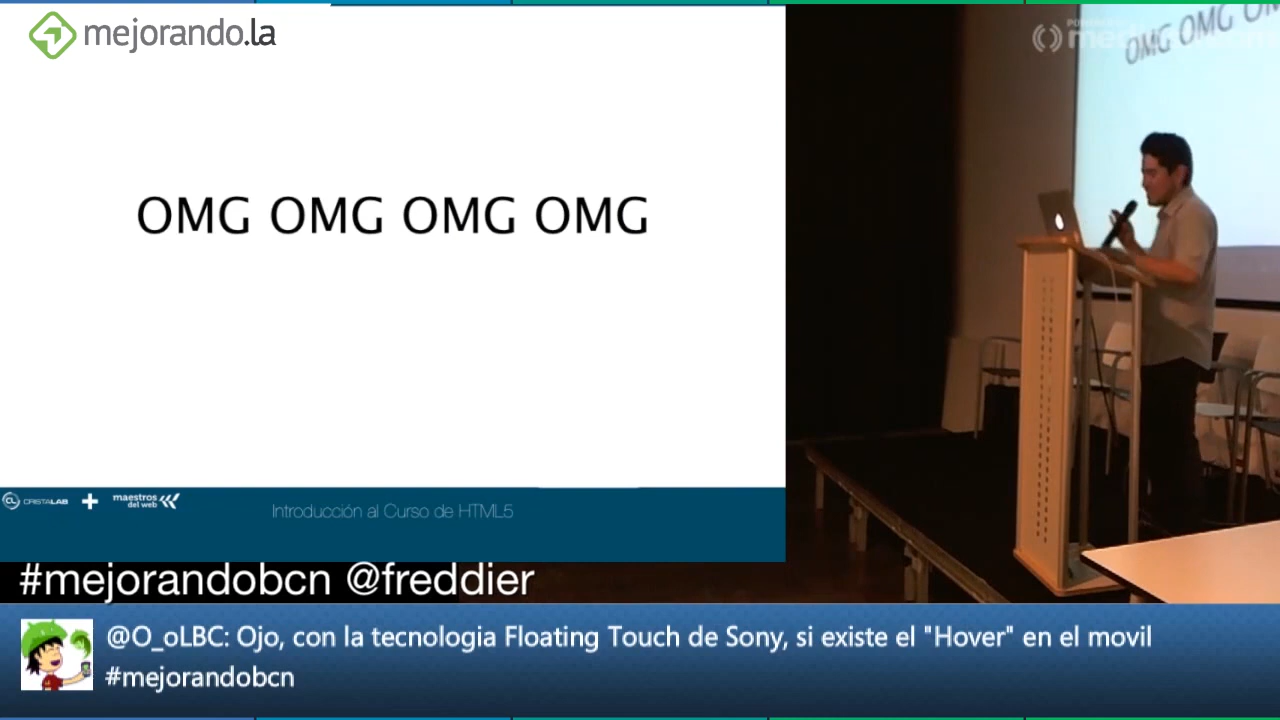 mejorando.la
OMG OMG OMG OMG
OMG OMG
CRISTALAB
maestros
del web
Introducción al Curso de HTML5
#mejorandobcn @freddier
@O_oLBC: Ojo, con la tecnologia Floating Touch de Sony, si existe el "Hover" en el movil
#mejorandobcn